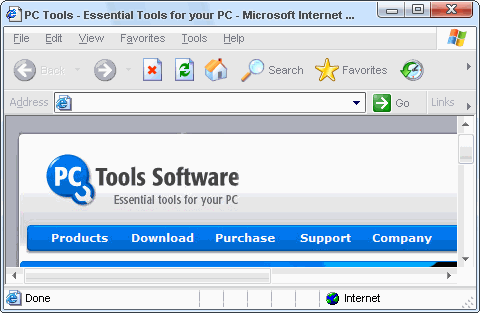 PC Tools - Essential Tools for your PC - Microsoft Internet ...
File Edit View Favorites Tools Help
Back Search Favorites
Address Go Links
PC Tools Software
Essential tools for your PC
Products Download Purchase Support Company
Done Internet